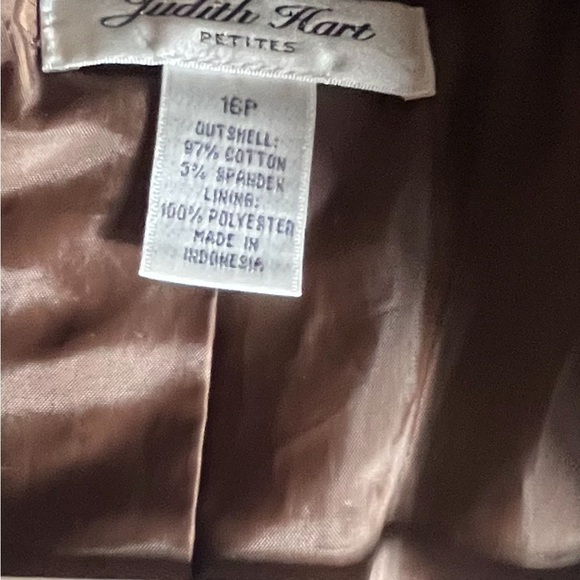 Judith Hart
PETITES
16P
OUTSHELL:
97% COTTON
3% SPANDEX
LINING:
100% POLYESTER
MADE IN
INDONESIA